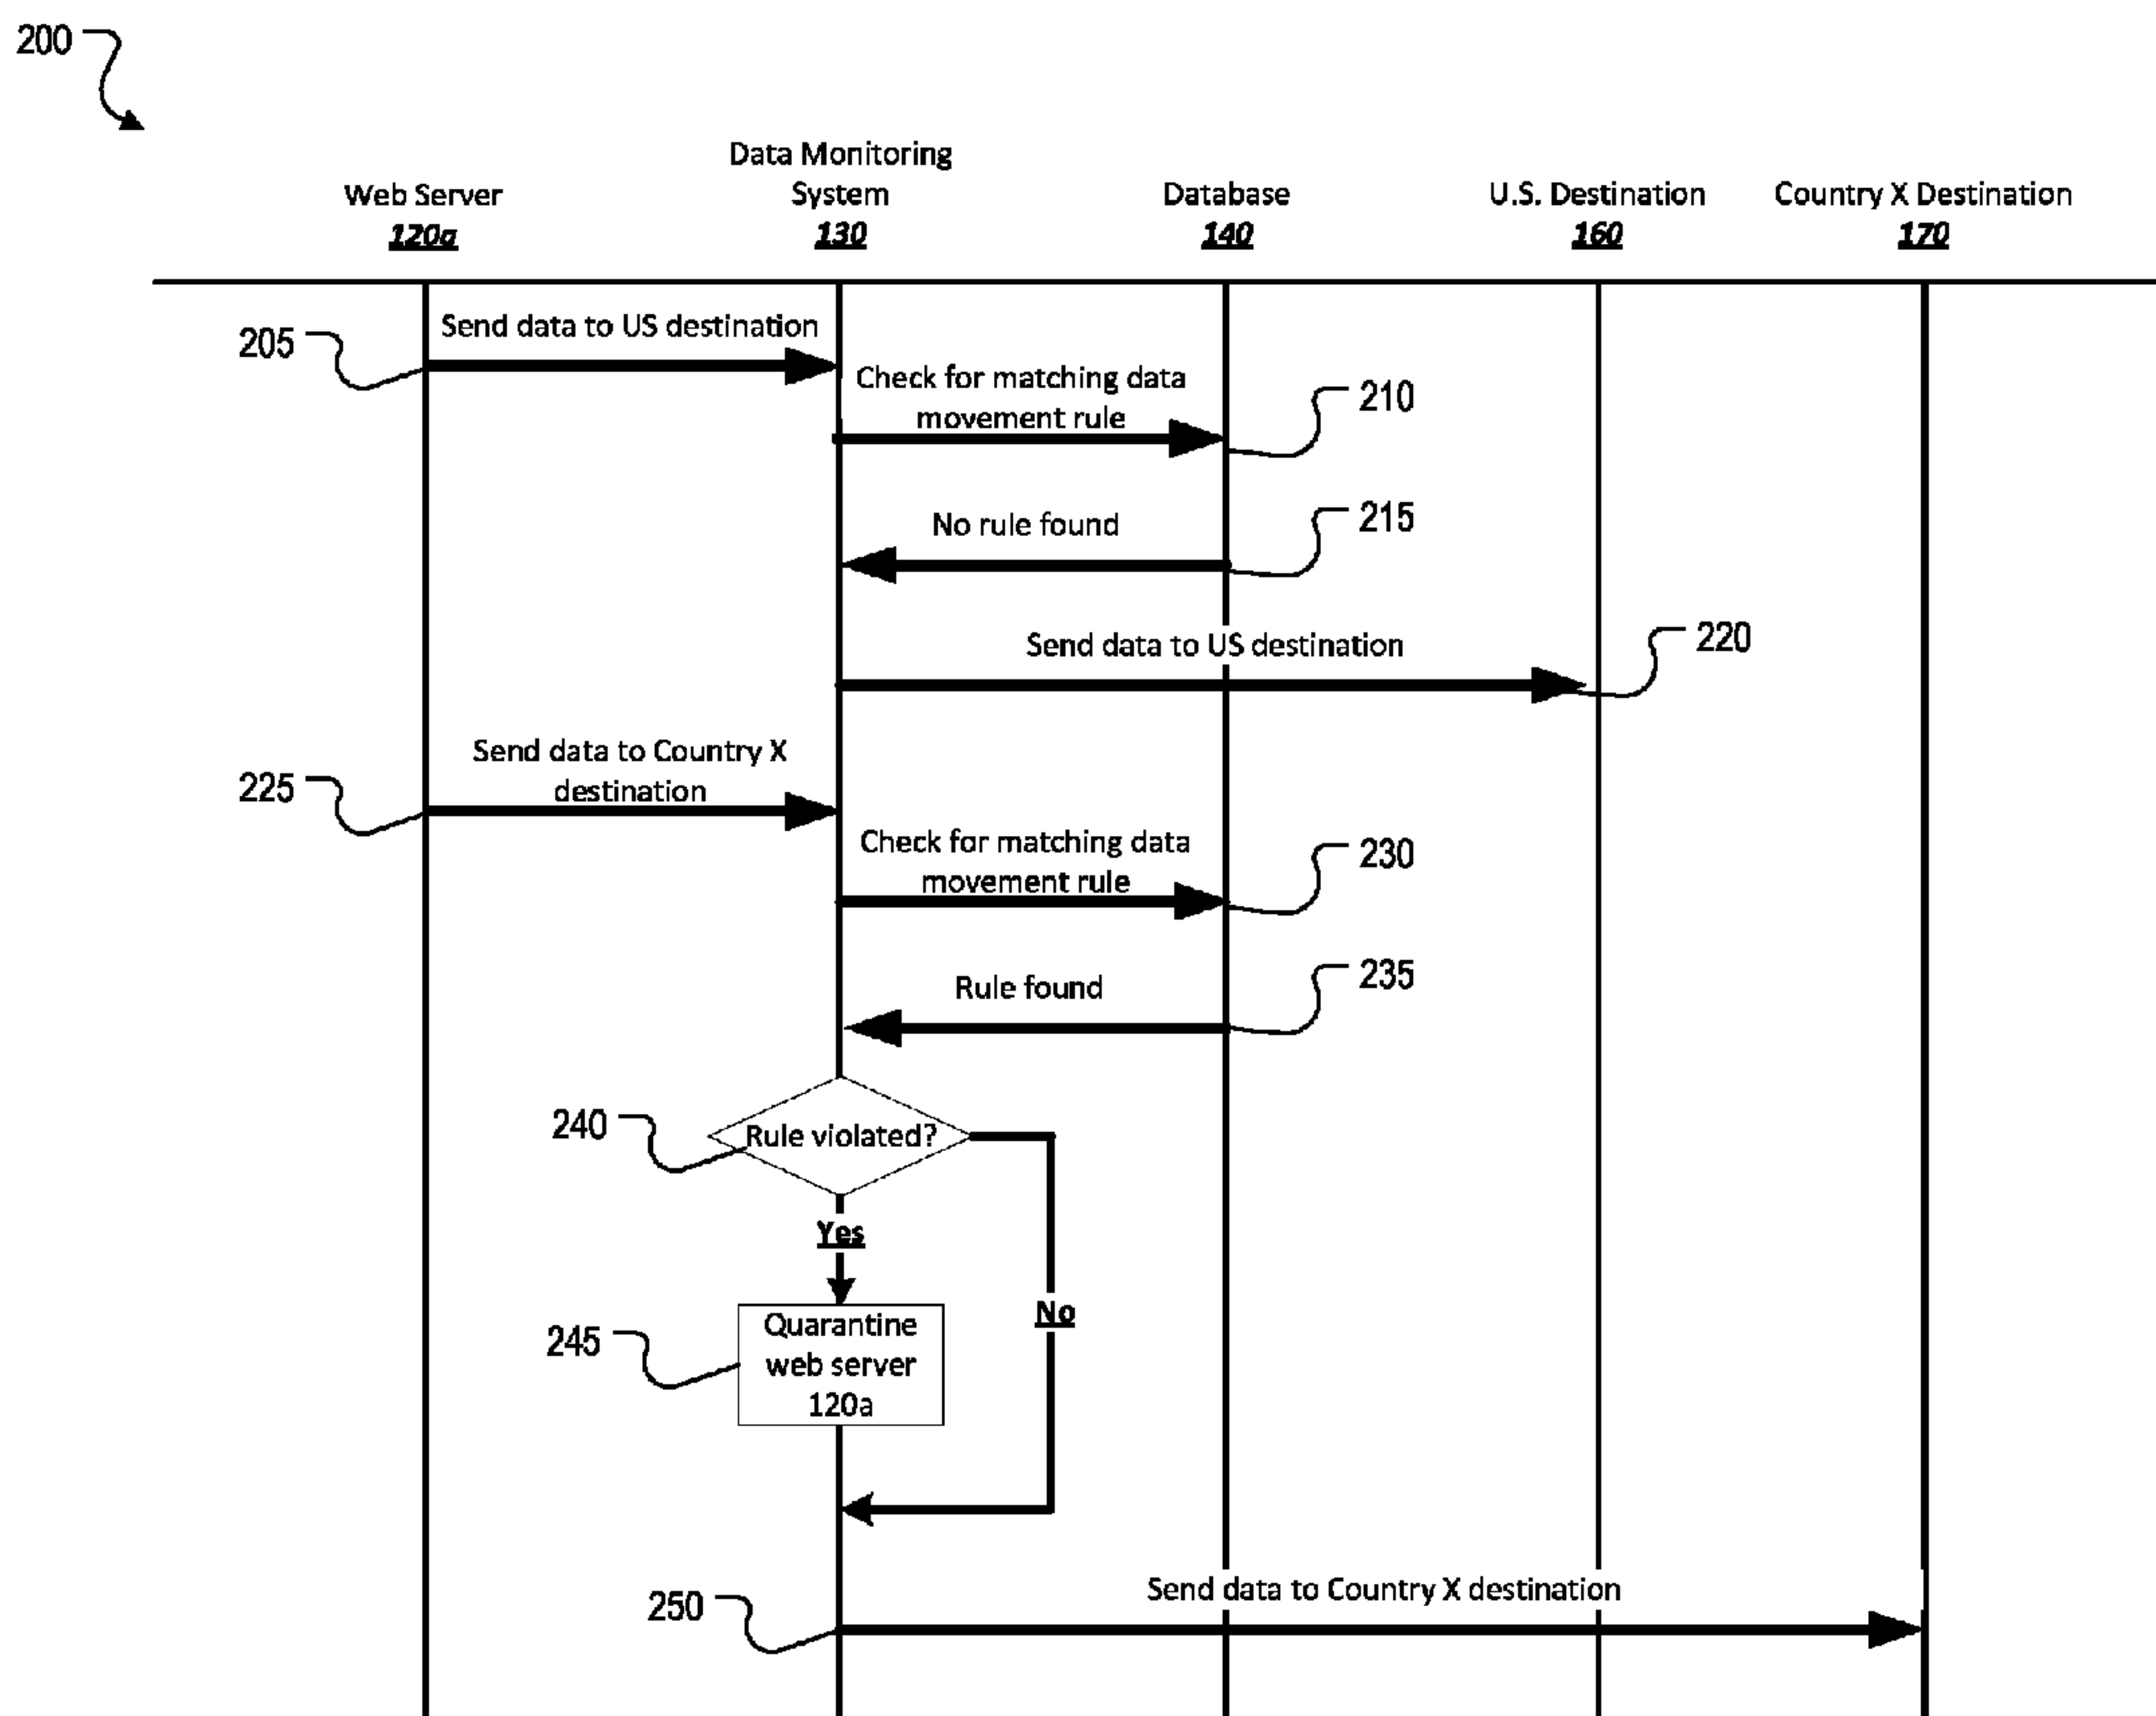 200
Data Monitoring
Web Server System Database U.S. Destination Country X Destination
120a 130 140 160 170
205 Send data to US destination
Check for matching data 210
movement rule
No rule found 215
Send data to US destination 220
Send data to Country X
225 destination
Check for matching data 230
movement rule
Rule found 235
240 Rule violated?
Yes
Quarantine No
245 web server
120a
250 Send data to Country X destination